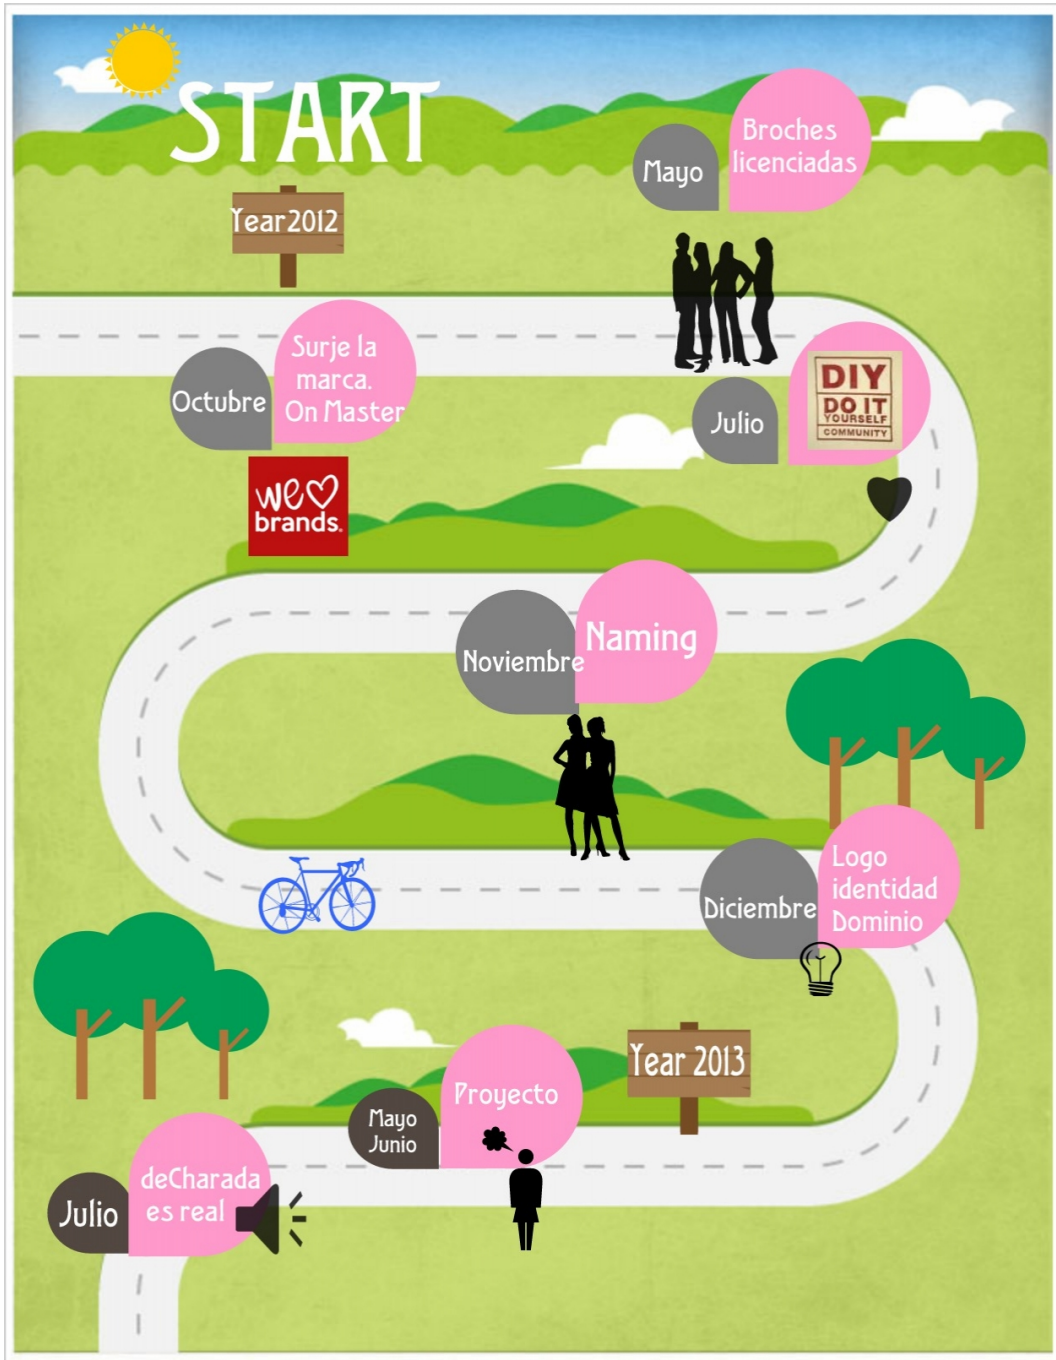 START
Year2012
Mayo
Broches
licenciadas
Julio
DIY
DO IT
YOURSELF
COMMUNITY
Octubre
Surje la
marca.
On Master
we
brands.
Noviembre
Naming
Diciembre
Logo
identidad
Dominio
Year 2013
Mayo
Junio
Proyecto
Julio
deCharada
es real